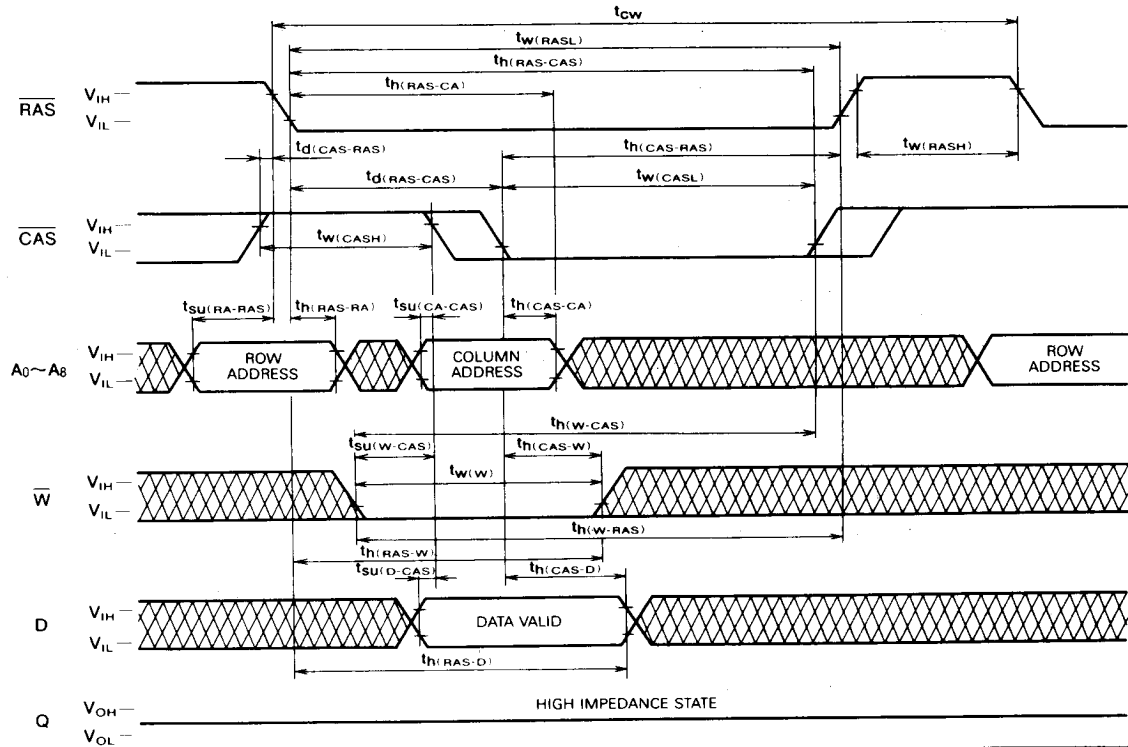 tCW
tW(RASL)
th(RAS-CAS)
th(RAS-CA)
RAS
VIH
VIL
td(CAS-RAS)
th(CAS-RAS)
tW(RASH)
td(RAS-CAS)
tW(CASL)
CAS
VIH
VIL
tW(CASH)
tsu(RA-RAS)
th(RAS-RA)
tsu(CA-CAS)
th(CAS-CA)
A0~A8
VIH
VIL
ROW ADDRESS
COLUMN ADDRESS
ROW ADDRESS
th(W-CAS)
tsu(W-CAS)
th(CAS-W)
tW(W)
W
VIH
VIL
th(W-RAS)
th(RAS-W)
tsu(D-CAS)
th(CAS-D)
D
VIH
VIL
DATA VALID
th(RAS-D)
Q
VOH
VOL
HIGH IMPEDANCE STATE